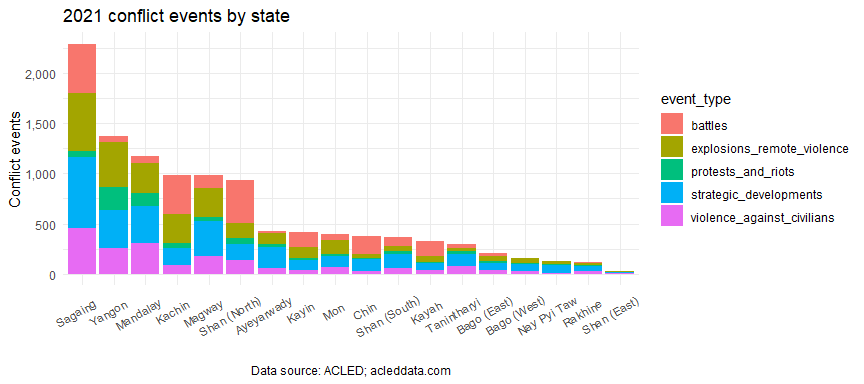 2021 conflict events by state
Conflict events
2,000
1,500
1,000
500
0
Sagaing
Yangon
Mandalay
Kachin
Magway
Shan (North)
Ayeyarwady
Kayin
Mon
Chin
Shan (South)
Kayah
Tanintharyi
Bago (East)
Bago (West)
Nay Pyi Taw
Rakhine
Shan (East)
event_type
battles
explosions_remote_violence
protests_and_riots
strategic_developments
violence_against_civilians
Data source: ACLED; acleddata.com